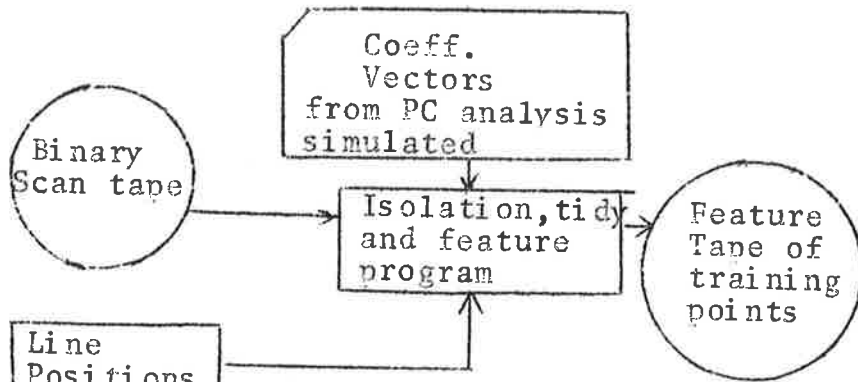 Coeff.
Vectors
from PC analysis
simulated
Binary
Scan tape
Isolation,tidy
and feature
program
Feature
Tape of
training
points
Line
Positions